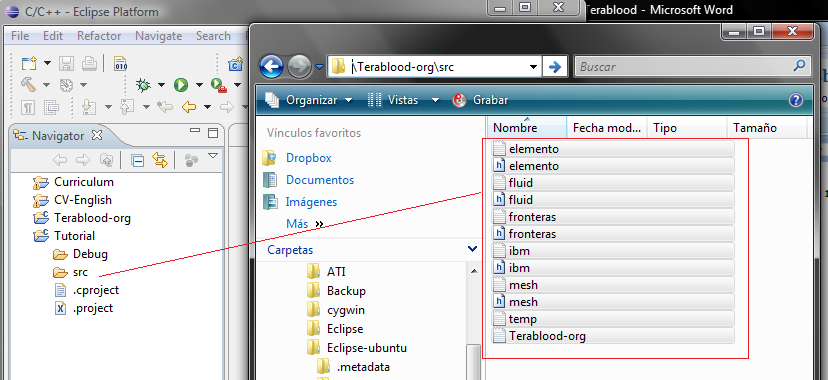 C/C++ - Eclipse Platform
Terablood - Microsoft Word
File Edit Refactor Navigate Search
\Terablood-org\src
Buscar
Organizar Vistas Grabar
Navigator
Vínculos favoritos
Dropbox
Documentos
Imágenes
Más »
Carpetas
ATI
Backup
cygwin
Eclipse
Eclipse-ubuntu
.metadata
Nombre Fecha mod... Tipo Tamaño
elemento
elemento
fluid
fluid
fronteras
fronteras
ibm
ibm
mesh
mesh
temp
Terablood-org
Curriculum
CV-English
Terablood-org
Tutorial
Debug
src
.cproject
.project